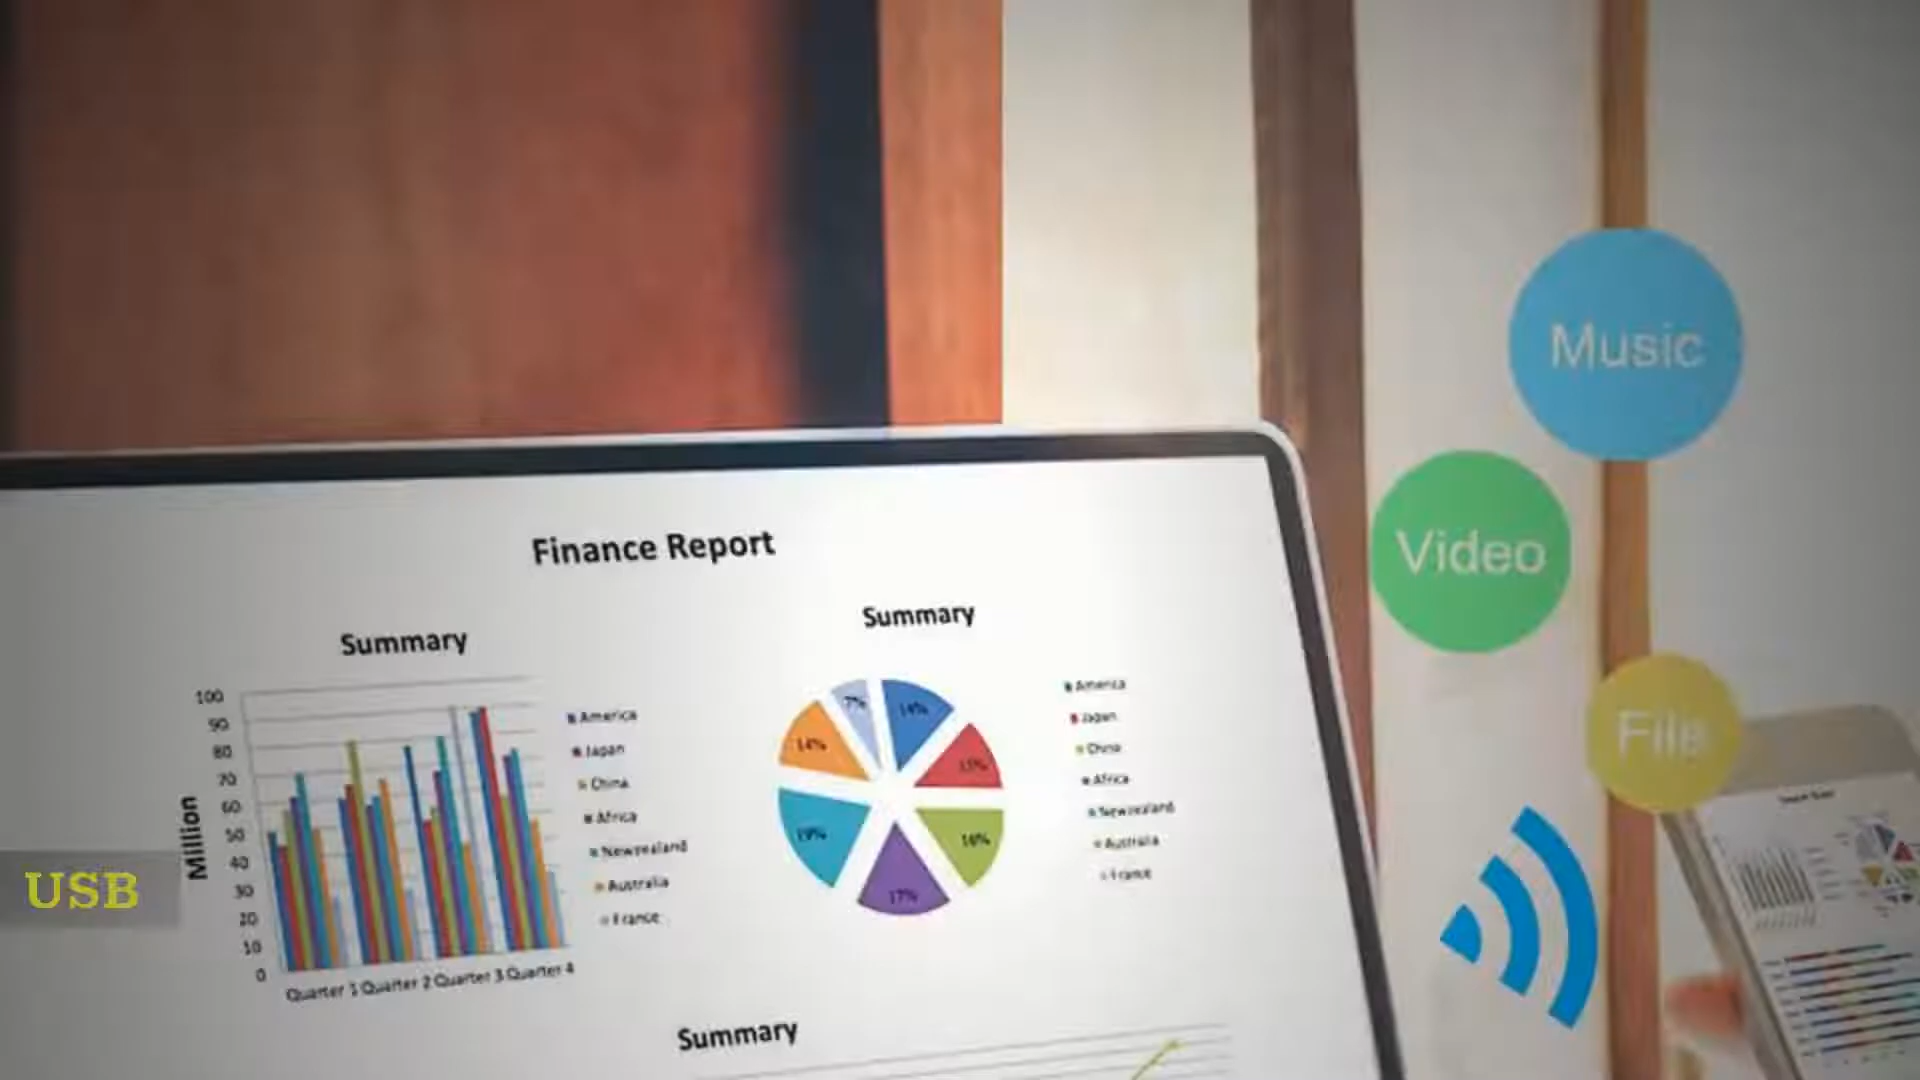 Music
Video
File
Finance Report
Summary
100
90
80
70
60
50
40
30
20
10
0
Million
Quarter 1 Quarter 2 Quarter 3 Quarter 4
America
Japan
China
Africa
Newzealand
Australia
France
Summary
7%
14%
13%
16%
17%
19%
14%
America
Japan
China
Africa
Newzealand
Australia
France
USB
Summary